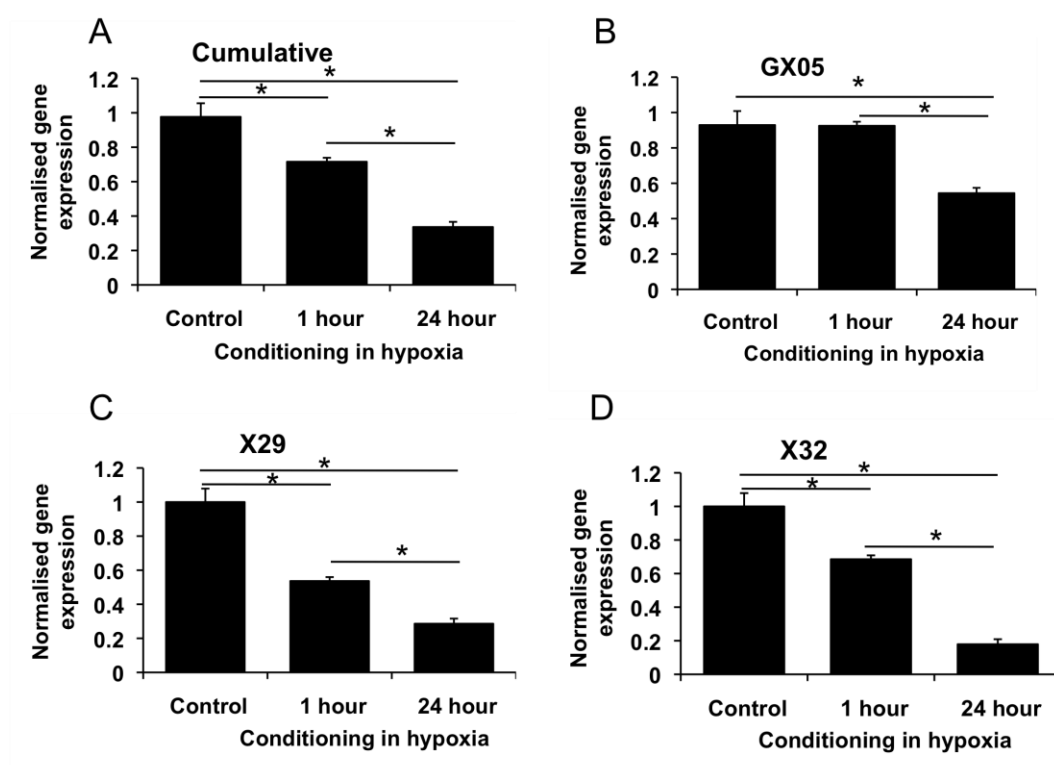 A
Cumulative
Normalised gene
expression
1.2
1
0.8
0.6
0.4
0.2
0
*
*
*
Control 1 hour 24 hour
Conditioning in hypoxia
B
GX05
Normalised gene
expression
1.2
1
0.8
0.6
0.4
0.2
0
*
*
Control 1 hour 24 hour
Conditioning in hypoxia
C
X29
Normalised gene
expression
1.2
1
0.8
0.6
0.4
0.2
0
*
*
*
Control 1 hour 24 hour
Conditioning in hypoxia
D
X32
Normalised gene
expression
1.2
1
0.8
0.6
0.4
0.2
0
*
*
*
Control 1 hour 24 hour
Conditioning in hypoxia